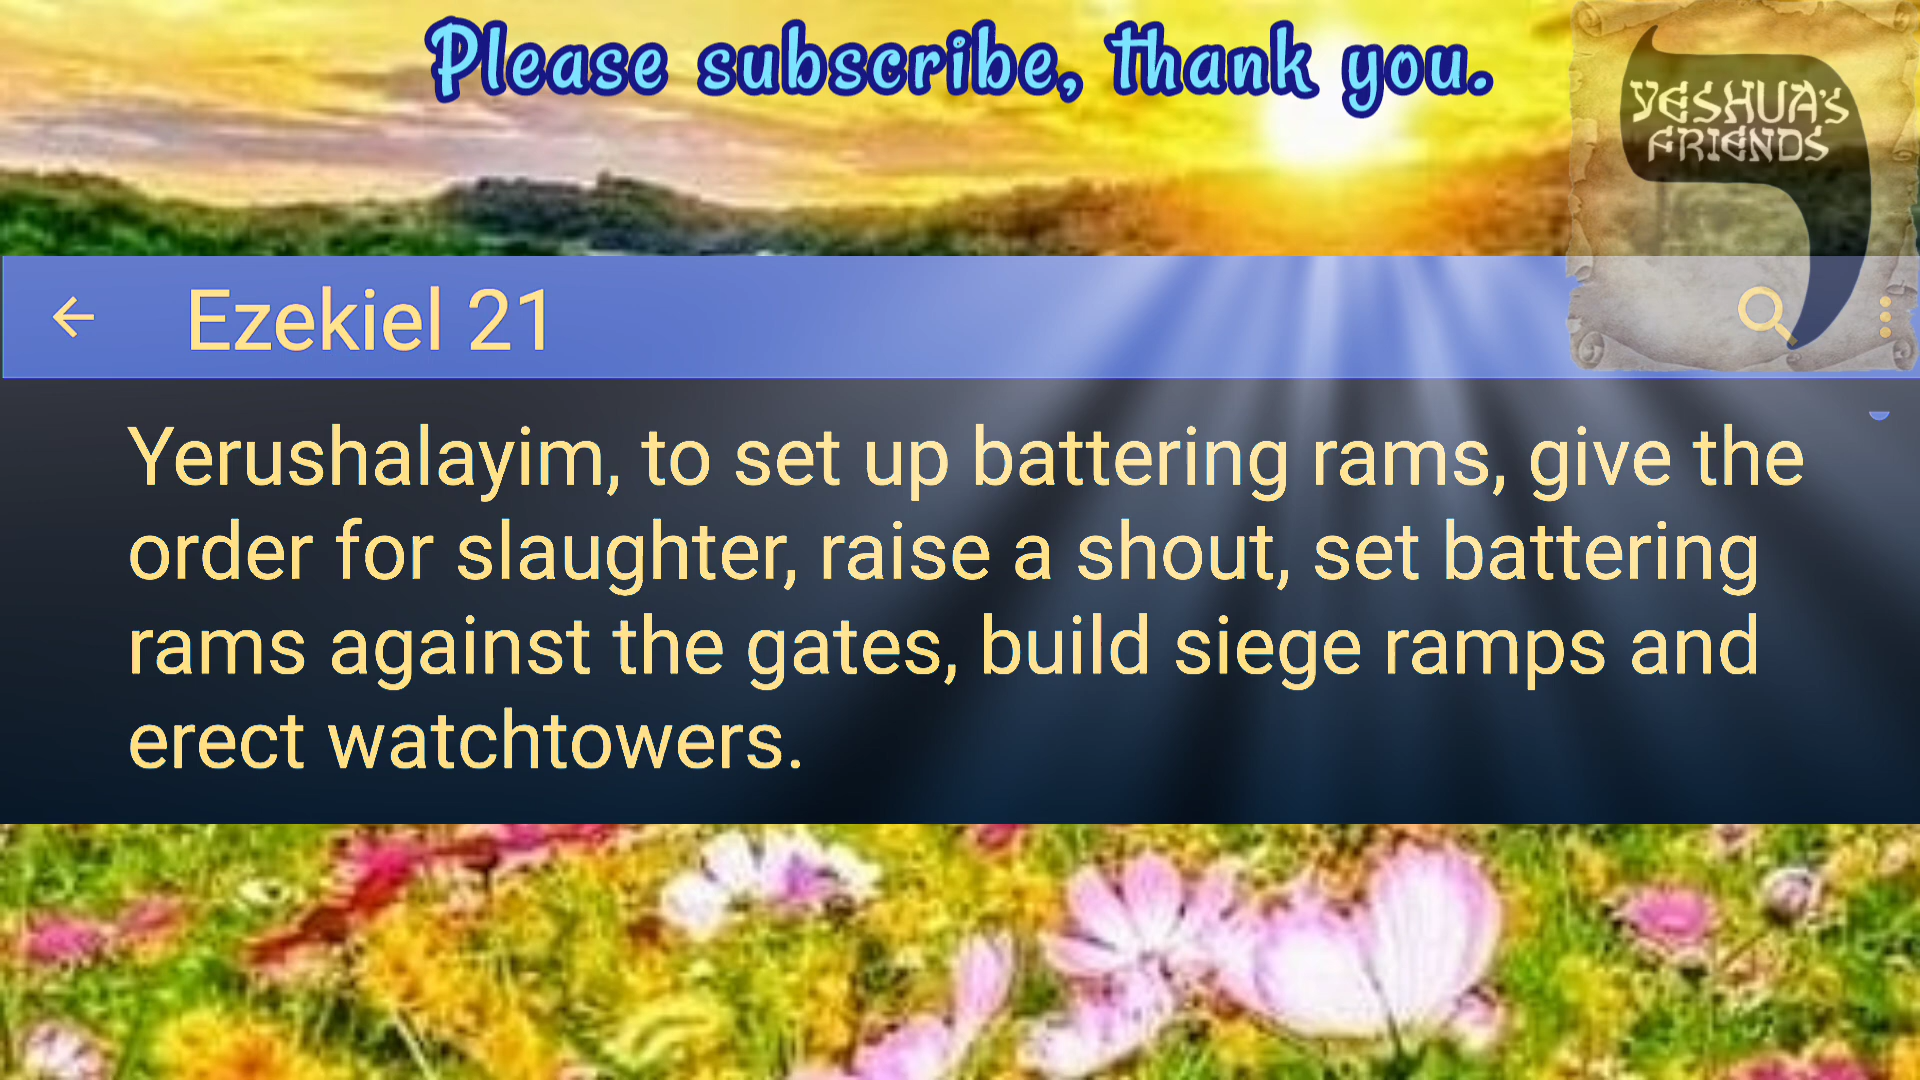 Please subscribe, thank you.
YESHUA'S
FRIENDS
Ezekiel 21
Yerushalayim, to set up battering rams, give the
order for slaughter, raise a shout, set battering
rams against the gates, build siege ramps and
erect watchtowers.